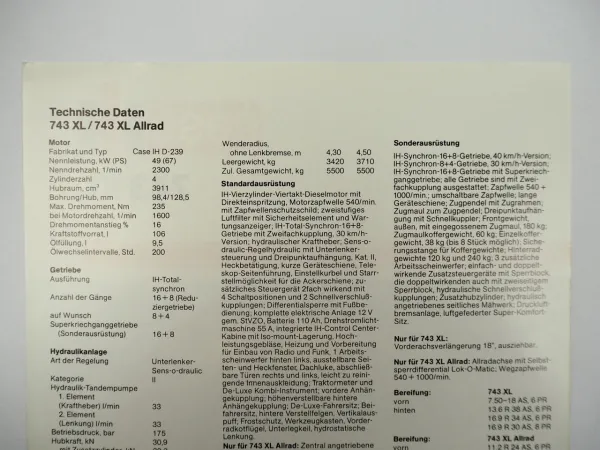 Technische Daten
743 XL / 743 XL Allrad
Motor
Fabrikat und Typ Case IH D-239
Nennleistung, kW (PS) 49 (67)
Nenndrehzahl, 1/min 2300
Zylinderzahl 4
Hubraum, cm³ 3911
Bohrung/Hub, mm 98,4/128,5
Max. Drehmoment, Nm 235
bei Motordrehzahl, 1/min 1600
Drehmomentanstieg % 16
Kraftstoffvorrat, l 106
Ölfüllung, l 9,5
Ölwechselintervalle, Std. 200
Getriebe
Ausführung IH-Total-
synchron
Anzahl der Gänge 16+8 (Redu-
ziergetriebe)
auf Wunsch 8+4
Superkriechganggetriebe
(Sonderausrüstung) 16+8
Hydraulikanlage
Art der Regelung Unterlenker-
Sens-o-draulic
Kategorie II
Hydraulik-Tandempumpe
1. Element
(Kraftheber) l/min 33
2. Element
(Lenkung) l/min 33
Betriebsdruck, bar 175
Hubkraft, kN 30,9
Wenderadius,
ohne Lenkbremse, m 4,30 4,50
Leergewicht, kg 3420 3710
Zul. Gesamtgewicht, kg 5500 5500
Standardausrüstung
IH-Vierzylinder-Viertakt-Dieselmotor mit
Direkteinspritzung, Motorzapfwelle 540/min.
mit Zapfwellenschutzschild; zweistufiges
Luftfilter mit Sicherheitselement und War-
tungsanzeiger; IH-Total-Synchron-16+8-
Getriebe mit Zweifachkupplung, 30 km/h-
Version; hydraulischer Kraftheber; Sens-o-
draulic-Regelhydraulic mit Unterlenker-
steuerung und Dreipunktaufhängung, Kat. II,
Heckbetätigung, kurze Geräteschiene, Tele-
skop-Seitenführung, Einstellkurbel und Starr-
stellmöglichkeit für die Ackerschiene; zu-
sätzliches Steuergerät 2fach wirkend mit
4 Schaltpositionen und 2 Schnellverschluß-
kupplungen; Differentialsperre mit Fußbe-
dienung, komplette elektrische Anlage 12 V
gem. StVZO, Batterie 110 Ah, Drehstromlicht-
maschine 55 A, integrierte IH-Control Center-
Kabine mit Iso-mount-Lagerung, Hoch-
leistungsgebläse, Heizung und Vorbereitung
für Einbau von Radio und Funk, 1 Arbeits-
scheinwerfer hinten links, ausstellbare Sei-
ten- und Heckfenster, Dachluke, abschließ-
bare Türen rechts und links, leicht zu reini-
gende Innenauskleidung; Traktormeter und
De-Luxe Kombi-Instrument; vordere Anhän-
gekupplung; höhenverstellbare hintere
Anhängekupplung; De-Luxe-Fahrersitz; Bei-
fahrersitz, hintere Verstellfelgen, Vertikalaus-
puff, Frostschutz, Werkzeugkasten, Vorder-
radkotflügel, Unterlegkeil, hydrostatische
Lenkung.
Nur für 743 XL Allrad: Zentral angetriebene
Sonderausrüstung
IH-Synchron-16+8-Getriebe, 40 km/h-Version;
IH-Synchron-8+4-Getriebe, 30 km/h-Version;
IH-Synchron-16+8-Getriebe mit Superkriech-
ganggetriebe; alle Getriebe sind mit Zwei-
fachkupplung ausgestattet; Zapfwelle 540+
1000/min.; umschaltbare Zapfwelle; lange
Geräteschiene; Zugpendel mit Zugrahmen;
Zugmaul zum Zugpendel; Dreipunktaufhän-
gung mit Schnellkuppler; Frontgewicht,
außen, mit eingegossenem Zugmaul, 180 kg;
Zugmaulkoffergewicht, 60 kg; Einzelkoffer-
gewicht, 38 kg (bis 8 Stück möglich); Siche-
rungsstange für Koffergewichte; Hinterrad-
gewichte 120 kg und 240 kg; 3 zusätzliche
Arbeitsscheinwerfer; einfach- und doppelt-
wirkende Zusatzsteuergeräte mit Sperrblock,
die doppeltwirkenden auch mit zweiseitigem
Sperrblock, hydraulische Schnellverschluß-
kupplungen; Zusatzhubzylinder; hydraulisch
angetriebenes seitliches Mähwerk; Druckluft-
bremsanlage, luftgefederter Super-Komfort-
Sitz.
Nur für 743 XL:
Vorderachsverlängerung 18", ausziehbar.
Nur für 743 XL Allrad: Allradachse mit Selbst-
sperrdifferential Lok-O-Matic; Wegzapfwelle
540+1000/min.
Bereifung: 743 XL
vorn 7.50-18 AS, 6 PR
hinten 13.6 R 38 AS, 6 PR
16.9 R 34 AS, 6 PR
16.9 R 30 AS, 6 PR
Bereifung: 743 XL Allrad
vorn 11.2 R 24 AS, 6 PR